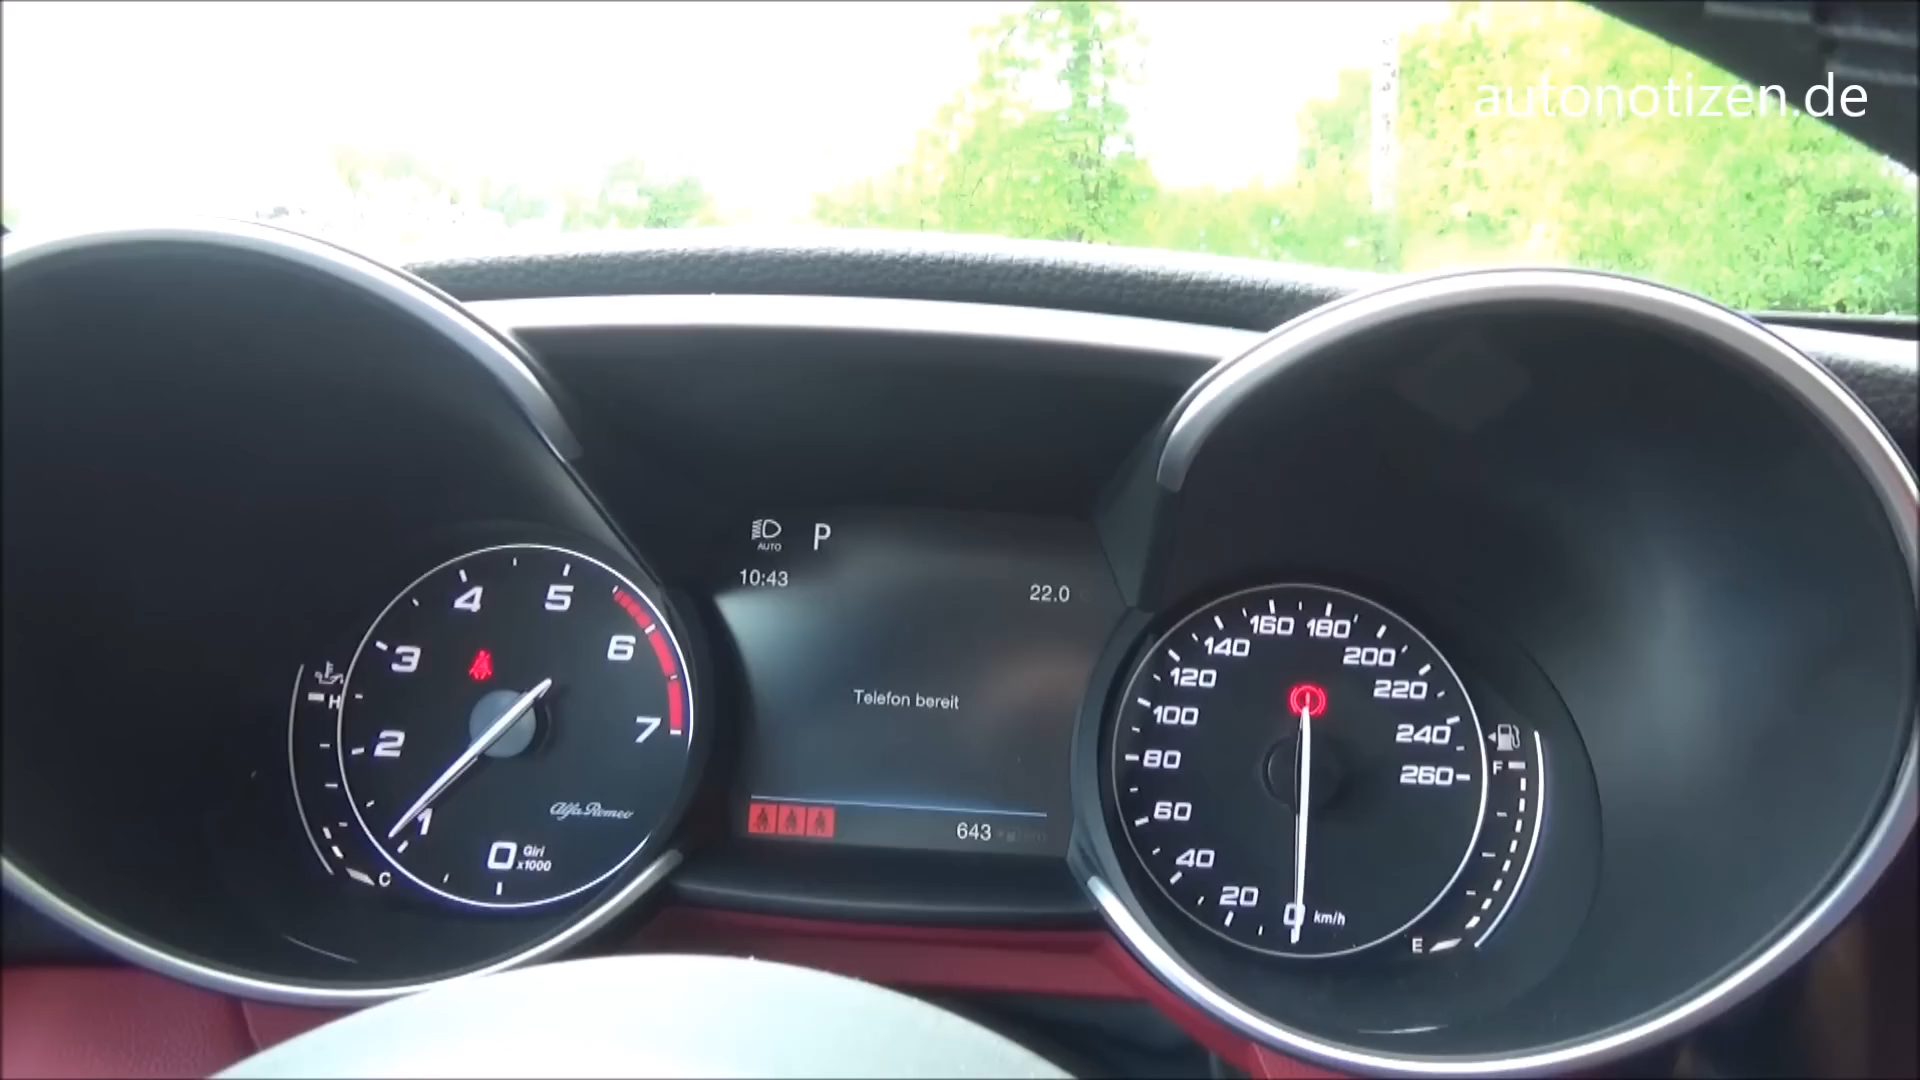 autonotizen.de
P
AUTO
10:43
22.0
Telefon bereit
643
H
C
0
1
2
3
4
5
6
7
Giri
x1000
Alfa Romeo
0
20
40
60
80
100
120
140
160
180
200
220
240
260
km/h
F
E